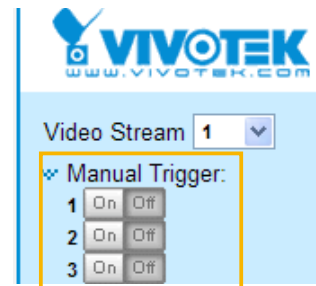 VIVOTEK
www.vivotek.com
Video Stream 1
Manual Trigger:
1 On Off
2 On Off
3 On Off